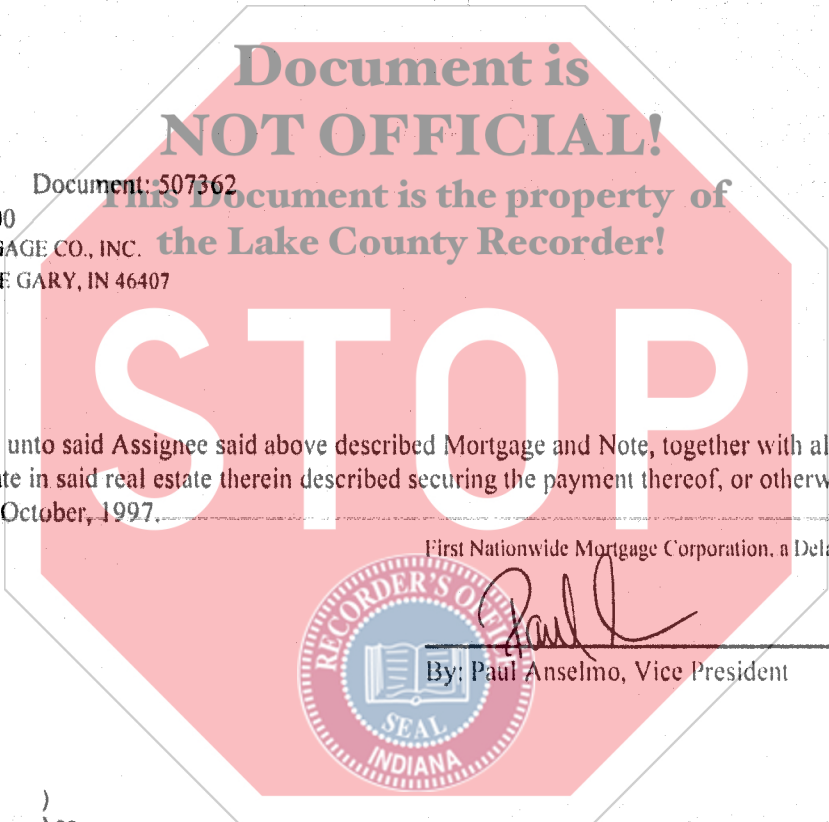 Document is
NOT OFFICIAL!
Document: 507362
This Document is the property of
00
GAGE CO., INC.
the Lake County Recorder!
E GARY, IN 46407
STOP
unto said Assignee said above described Mortgage and Note, together with al
te in said real estate therein described securing the payment thereof, or otherw
October, 1997.
First Nationwide Mortgage Corporation, a Dela
RECORDER'S OFFICE
Paul
By: Paul Anselmo, Vice President
SEAL
INDIANA
)